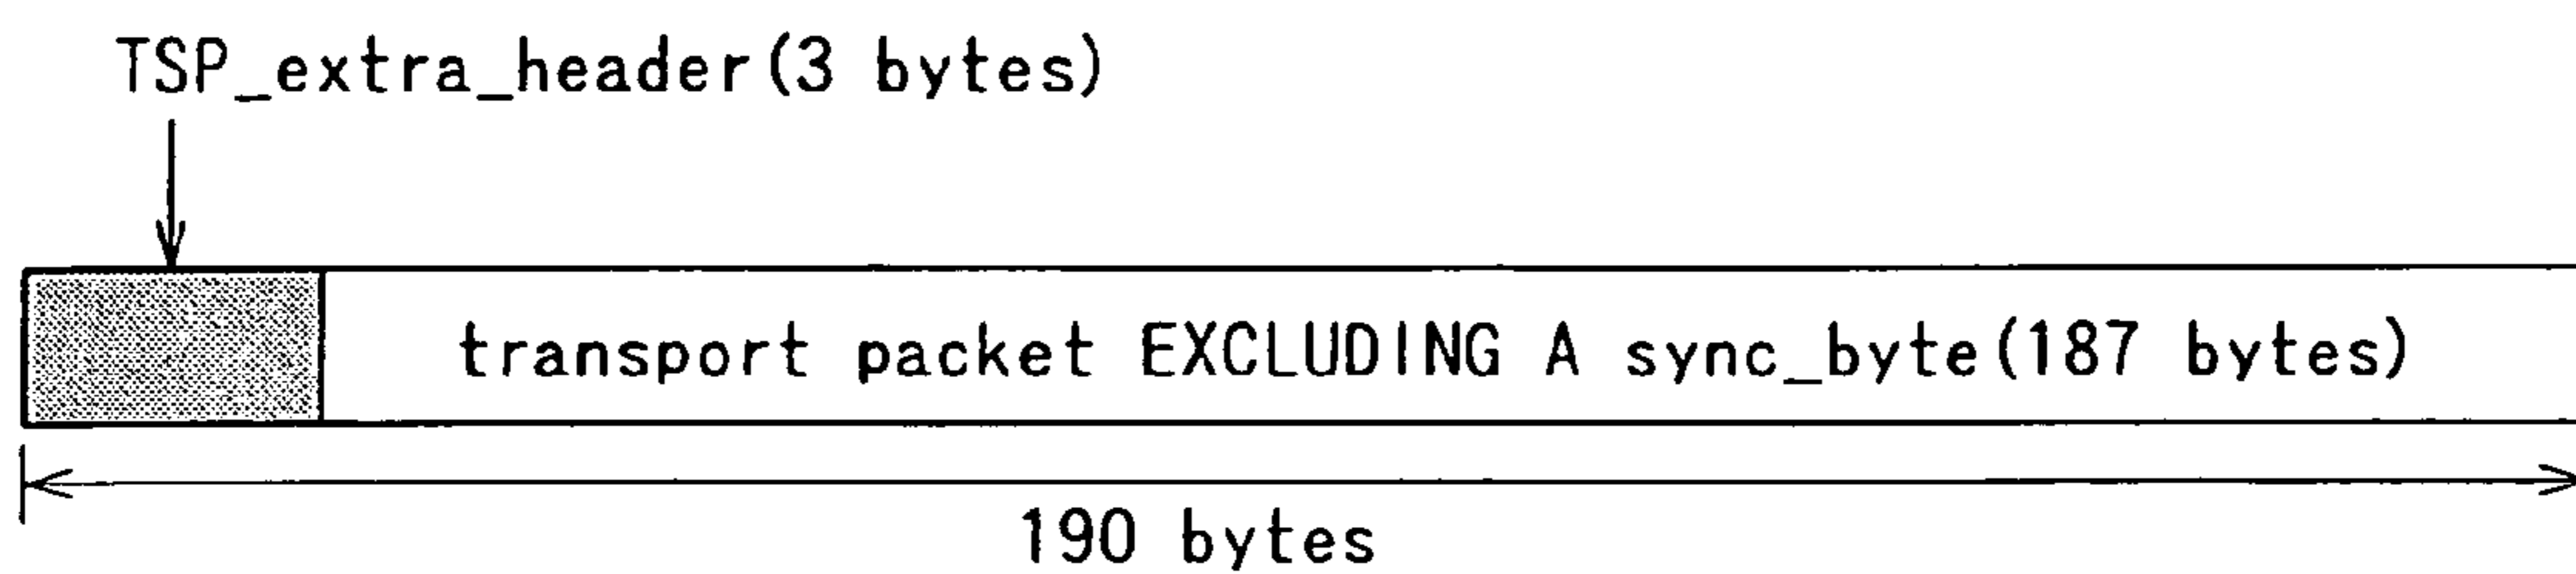 TSP_extra_header(3 bytes)
transport packet EXCLUDING A sync_byte(187 bytes)
190 bytes